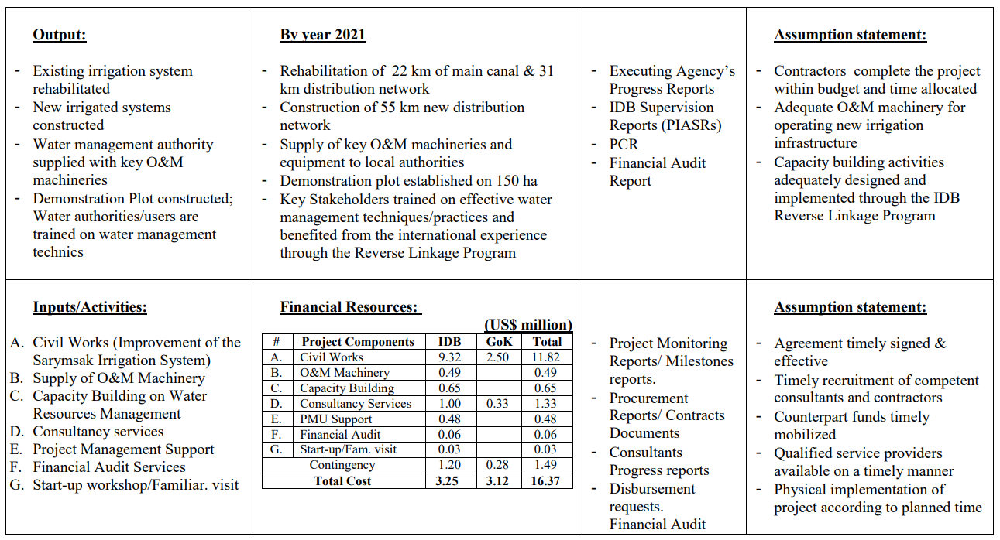 Output:
- Existing irrigation system
rehabilitated
- New irrigated systems
constructed
- Water management authority
supplied with key O&M
machineries
- Demonstration Plot constructed;
Water authorities/users are
trained on water management
technics
By year 2021
- Rehabilitation of 22 km of main canal & 31
km distribution network
- Construction of 55 km new distribution
network
- Supply of key O&M machineries and
equipment to local authorities
- Demonstration plot established on 150 ha
- Key Stakeholders trained on effective water
management techniques/practices and
benefited from the international experience
through the Reverse Linkage Program
- Executing Agency’s
Progress Reports
- IDB Supervision
Reports (PIASRs)
- PCR
- Financial Audit
Report
Assumption statement:
- Contractors complete the project
within budget and time allocated
- Adequate O&M machinery for
operating new irrigation
infrastructure
- Capacity building activities
adequately designed and
implemented through the IDB
Reverse Linkage Program
Inputs/Activities:
A. Civil Works (Improvement of the
Sarymsak Irrigation System)
B. Supply of O&M Machinery
C. Capacity Building on Water
Resources Management
D. Consultancy services
E. Project Management Support
F. Financial Audit Services
G. Start-up workshop/Familiar. visit
Financial Resources:
(US$ million)
# Project Components IDB GoK Total
A. Civil Works 9.32 2.50 11.82
B. O&M Machinery 0.49 0.49
C. Capacity Building 0.65 0.65
D. Consultancy Services 1.00 0.33 1.33
E. PMU Support 0.48 0.48
F. Financial Audit 0.06 0.06
G. Start-up/Fam. visit 0.03 0.03
Contingency 1.20 0.28 1.49
Total Cost 3.25 3.12 16.37
- Project Monitoring
Reports/ Milestones
reports.
- Procurement
Reports/ Contracts
Documents
- Consultants
Progress reports
- Disbursement
requests.
Financial Audit
Assumption statement:
- Agreement timely signed &
effective
- Timely recruitment of competent
consultants and contractors
- Counterpart funds timely
mobilized
- Qualified service providers
available on a timely manner
- Physical implementation of
project according to planned time